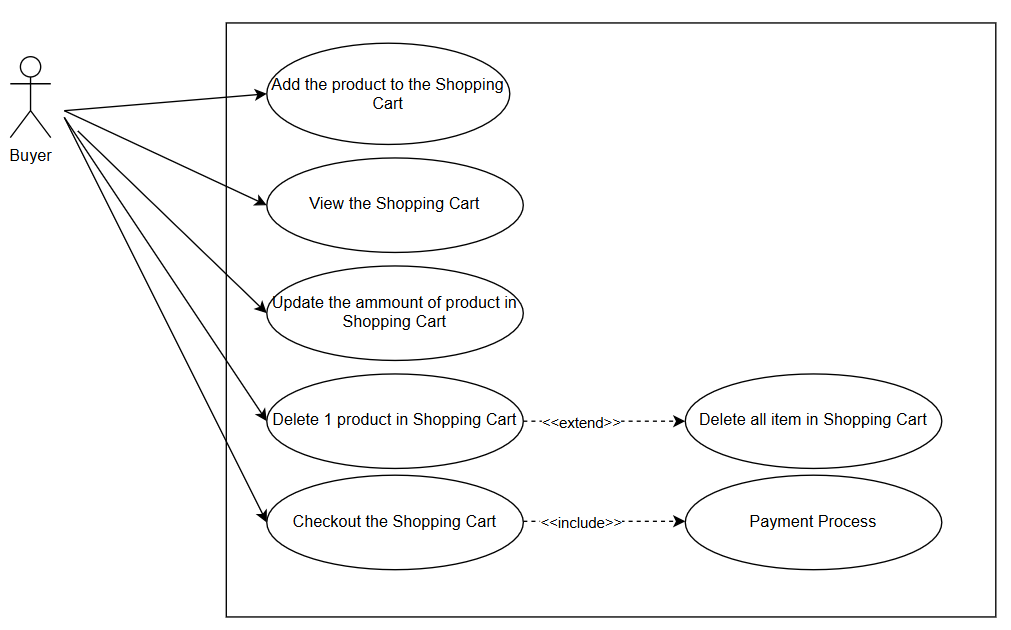 Buyer
Add the product to the Shopping
Cart
View the Shopping Cart
Update the ammount of product in
Shopping Cart
Delete 1 product in Shopping Cart
<<extend>>
Delete all item in Shopping Cart
Checkout the Shopping Cart
<<include>>
Payment Process